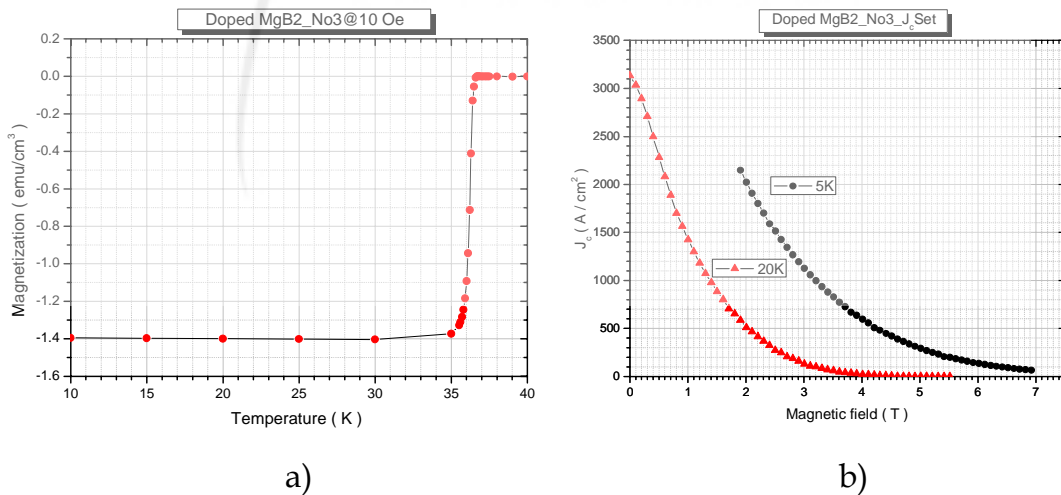 Doped MgB2_No3@10 Oe
0.2
0.0
-0.2
-0.4
-0.6
-0.8
-1.0
-1.2
-1.4
-1.6
Magnetization ( emu/cm³ )
10 15 20 25 30 35 40
Temperature ( K )
a)
Doped MgB2_No3_J_cSet
3500
3000
2500
2000
1500
1000
500
0
J_c ( A / cm² )
5K
20K
0 1 2 3 4 5 6 7
Magnetic field ( T )
b)